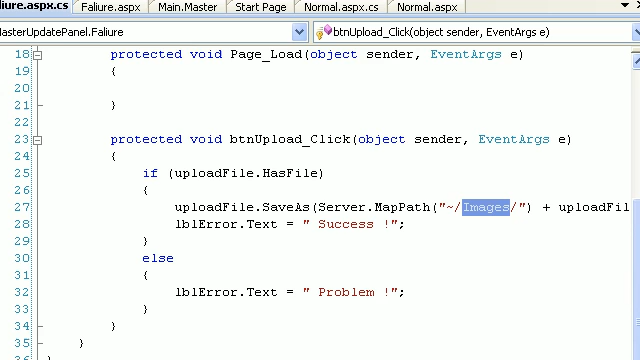 aliure.aspx.cs Faliure.aspx Main.Master Start Page Normal.aspx.cs Normal.aspx
MasterUpdatePanel.Faliure btnUpload_Click(object sender, EventArgs e)
18 protected void Page_Load(object sender, EventArgs e)
19 {
20
21 }
22
23 protected void btnUpload_Click(object sender, EventArgs e)
24 {
25 if (uploadFile.HasFile)
26 {
27 uploadFile.SaveAs(Server.MapPath("~/Images/") + uploadFil
28 lblError.Text = " Success !";
29 }
30 else
31 {
32 lblError.Text = " Problem !";
33 }
34 }
35 }
36 }